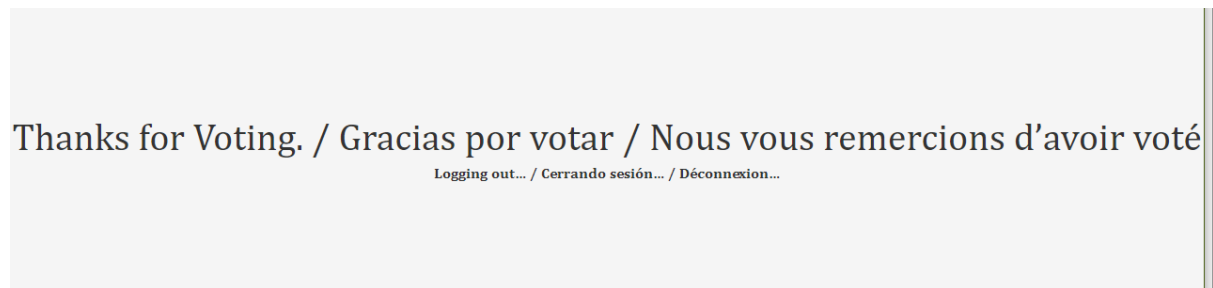 Thanks for Voting. / Gracias por votar / Nous vous remercions d’avoir voté
Logging out... / Cerrando sesión... / Déconnexion...